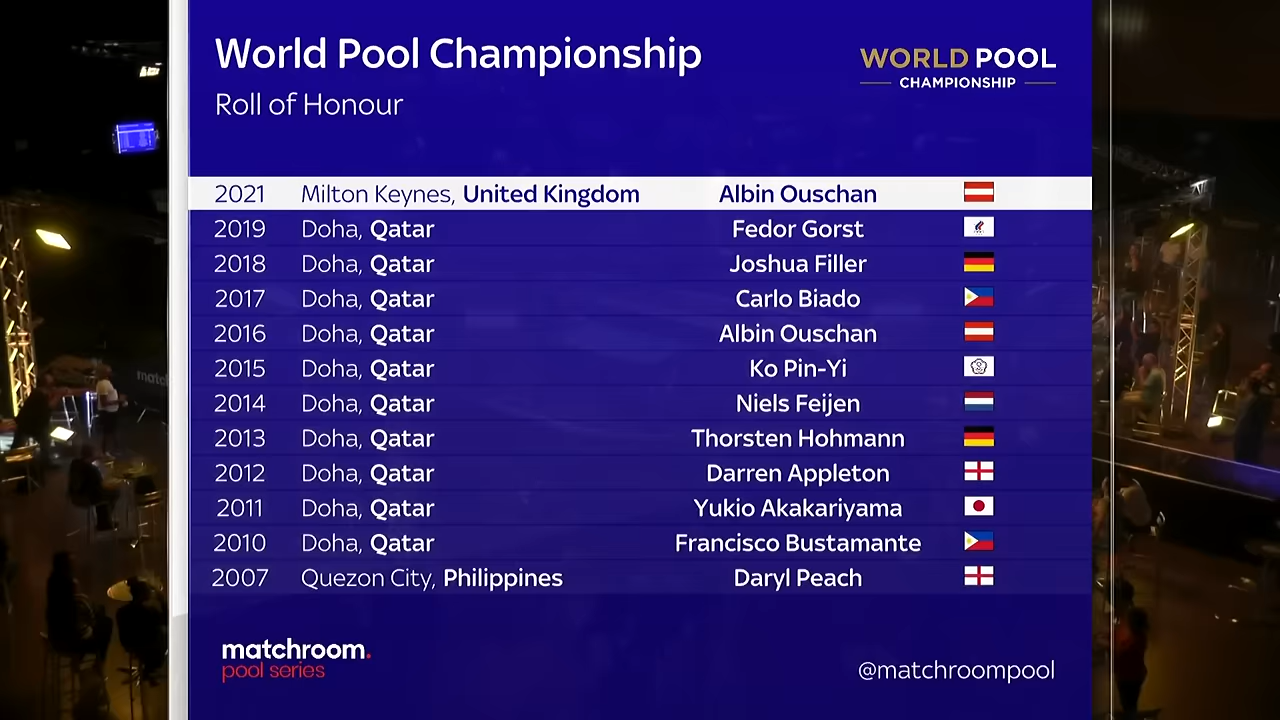 World Pool Championship
Roll of Honour
WORLD POOL
CHAMPIONSHIP
2021 Milton Keynes, United Kingdom Albin Ouschan
2019 Doha, Qatar Fedor Gorst
2018 Doha, Qatar Joshua Filler
2017 Doha, Qatar Carlo Biado
2016 Doha, Qatar Albin Ouschan
2015 Doha, Qatar Ko Pin-Yi
2014 Doha, Qatar Niels Feijen
2013 Doha, Qatar Thorsten Hohmann
2012 Doha, Qatar Darren Appleton
2011 Doha, Qatar Yukio Akakariyama
2010 Doha, Qatar Francisco Bustamante
2007 Quezon City, Philippines Daryl Peach
matchroom.
pool series
@matchroompool